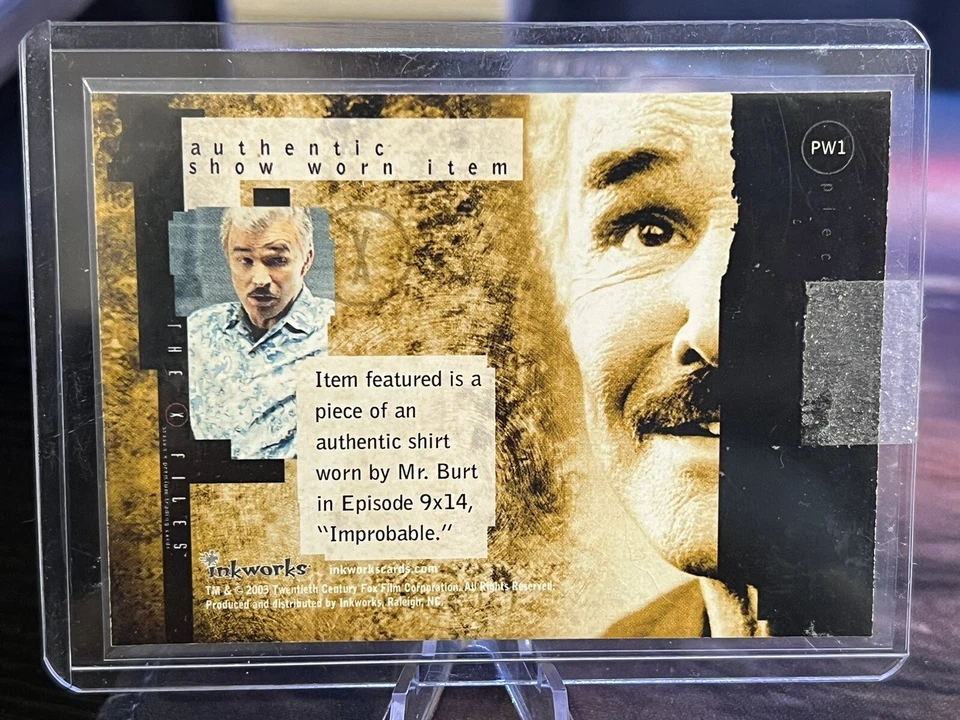 authentic
show worn item
PW1
piece
X
THE X FILES
Item featured is a
piece of an
authentic shirt
worn by Mr. Burt
in Episode 9x14,
“Improbable.”
inkworks inkworkscards.com
TM & © 2003 Twentieth Century Fox Film Corporation. All Rights Reserved.
Produced and distributed by Inkworks, Raleigh, NC.